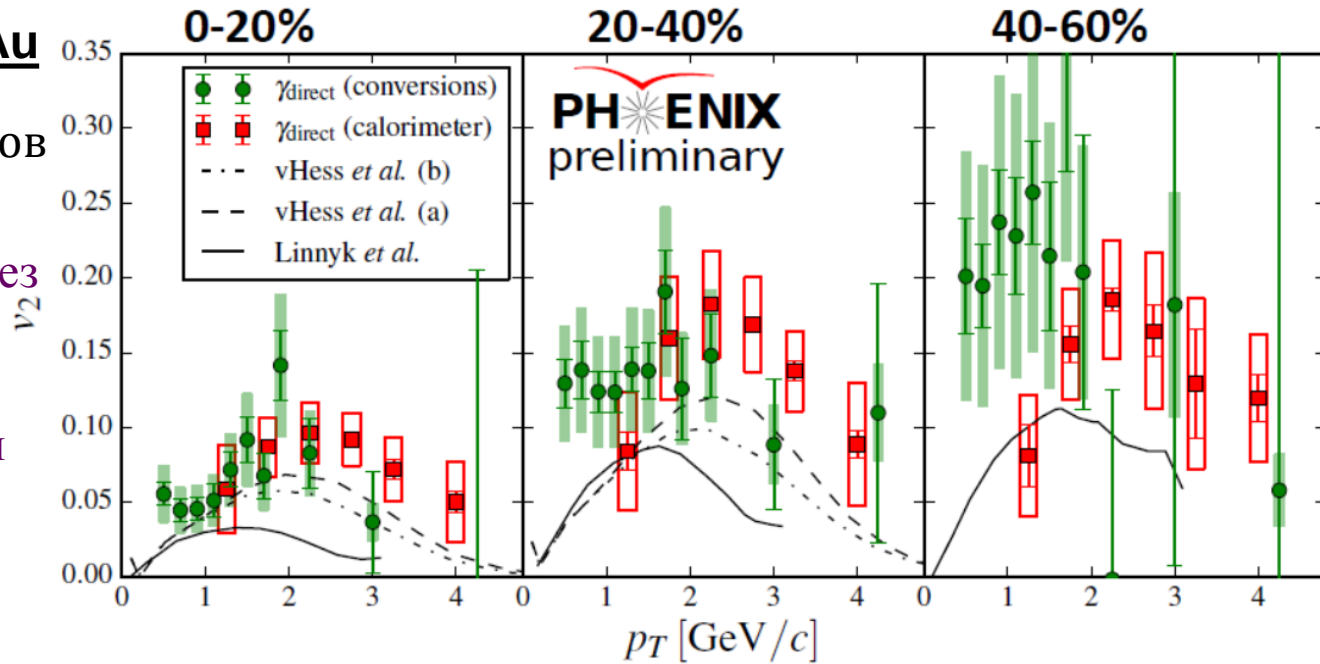 0-20% 20-40% 40-60%
Au
ов
ез
0.35
0.30
0.25
0.20
0.15
0.10
0.05
0.00
v2
γdirect (conversions)
γdirect (calorimeter)
vHess et al. (b)
vHess et al. (a)
Linnyk et al.
PHENIX
preliminary
0 1 2 3 4 0 1 2 3 4 0 1 2 3 4
pT [GeV/c]